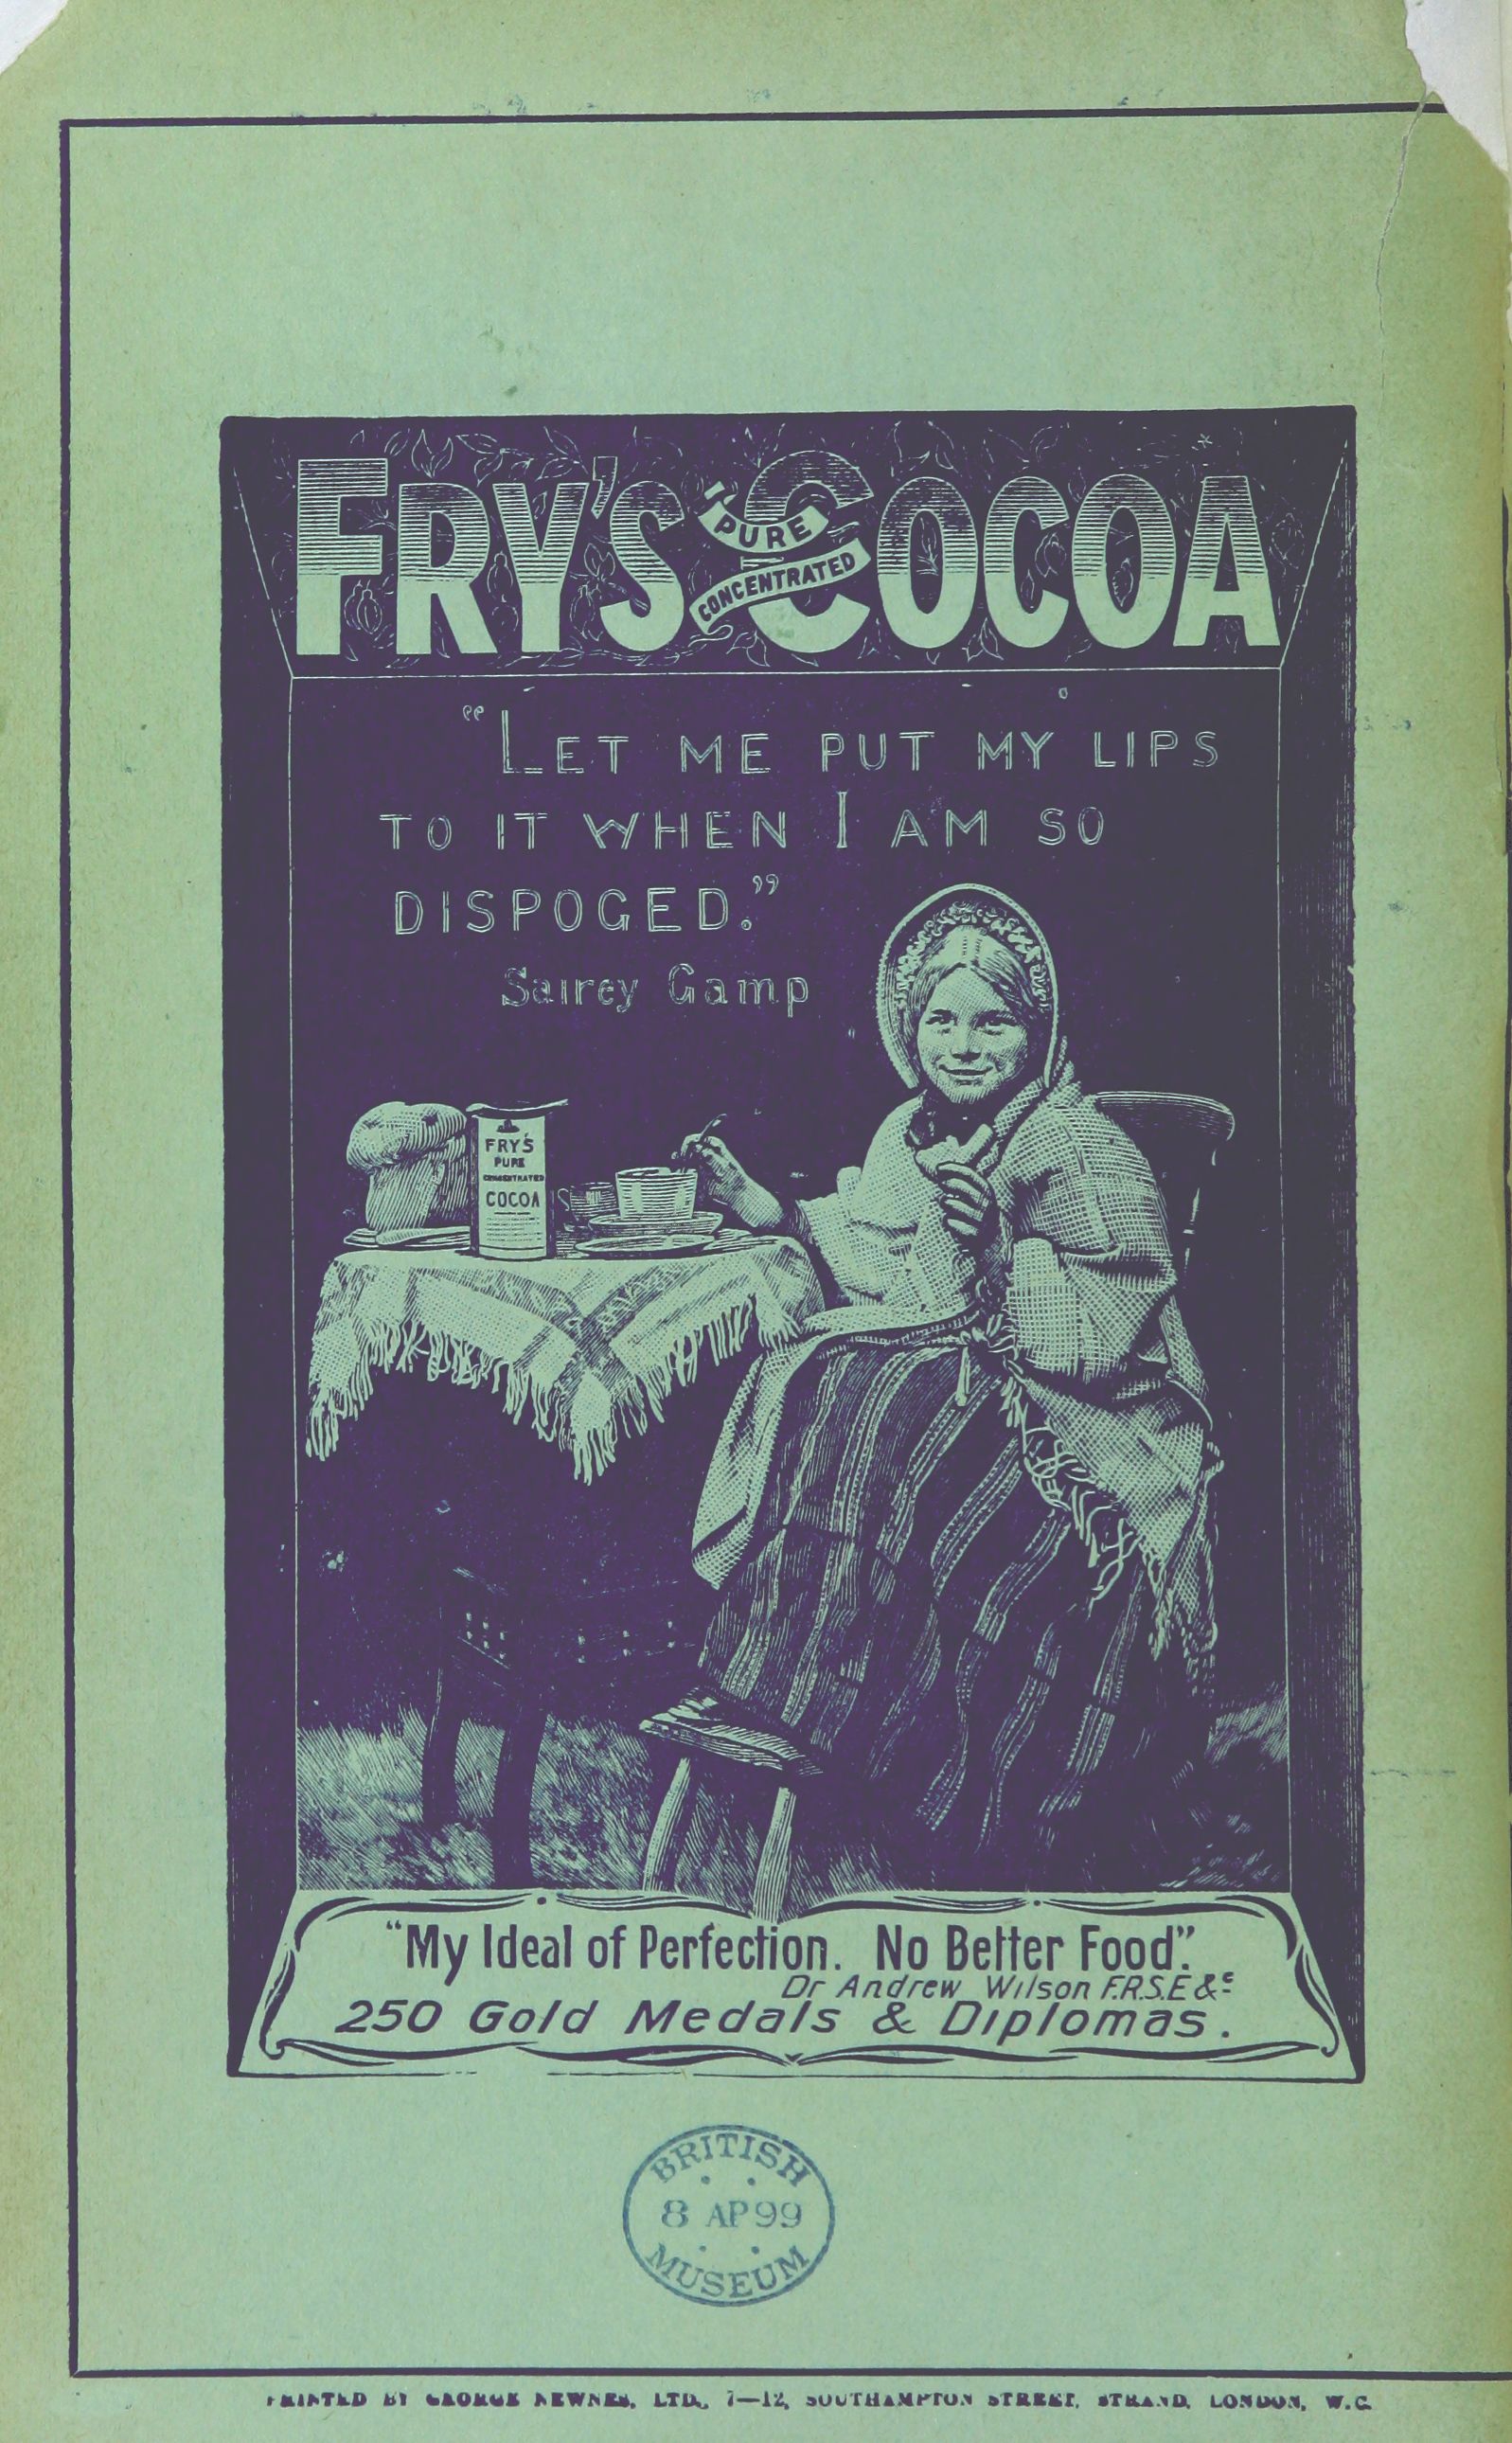 FRY'S PURE CONCENTRATED COCOA
"LET ME PUT MY LIPS
TO IT WHEN I AM SO
DISPOGED."
Sairey Gamp
FRY'S
PURE
CONCENTRATED
COCOA
"My Ideal of Perfection. No Better Food."
Dr Andrew Wilson F.R.S.E &c
250 Gold Medals & Diplomas.
BRITISH
8 AP 99
MUSEUM
PRINTED BY GEORGE NEWNES, LTD., 7—12, SOUTHAMPTON STREET, STRAND, LONDON, W.C.